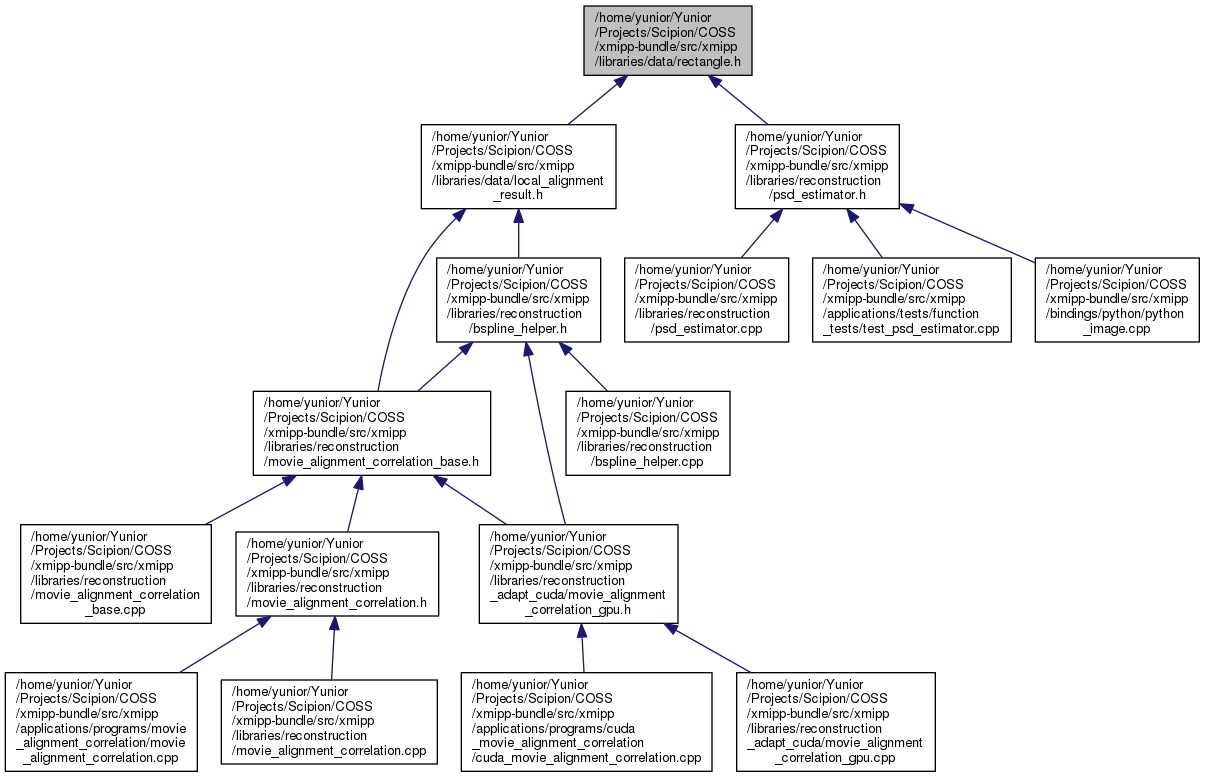 /home/yunior/Yunior
/Projects/Scipion/COSS
/xmipp-bundle/src/xmipp
/libraries/data/rectangle.h
/home/yunior/Yunior
/Projects/Scipion/COSS
/xmipp-bundle/src/xmipp
/libraries/data/local_alignment
_result.h
/home/yunior/Yunior
/Projects/Scipion/COSS
/xmipp-bundle/src/xmipp
/libraries/reconstruction
/psd_estimator.h
/home/yunior/Yunior
/Projects/Scipion/COSS
/xmipp-bundle/src/xmipp
/libraries/reconstruction
/bspline_helper.h
/home/yunior/Yunior
/Projects/Scipion/COSS
/xmipp-bundle/src/xmipp
/libraries/reconstruction
/psd_estimator.cpp
/home/yunior/Yunior
/Projects/Scipion/COSS
/xmipp-bundle/src/xmipp
/applications/tests/function
_tests/test_psd_estimator.cpp
/home/yunior/Yunior
/Projects/Scipion/COSS
/xmipp-bundle/src/xmipp
/bindings/python/python
_image.cpp
/home/yunior/Yunior
/Projects/Scipion/COSS
/xmipp-bundle/src/xmipp
/libraries/reconstruction
/movie_alignment_correlation_base.h
/home/yunior/Yunior
/Projects/Scipion/COSS
/xmipp-bundle/src/xmipp
/libraries/reconstruction
/bspline_helper.cpp
/home/yunior/Yunior
/Projects/Scipion/COSS
/xmipp-bundle/src/xmipp
/libraries/reconstruction
/movie_alignment_correlation
_base.cpp
/home/yunior/Yunior
/Projects/Scipion/COSS
/xmipp-bundle/src/xmipp
/libraries/reconstruction
/movie_alignment_correlation.h
/home/yunior/Yunior
/Projects/Scipion/COSS
/xmipp-bundle/src/xmipp
/libraries/reconstruction
_adapt_cuda/movie_alignment
_correlation_gpu.h
/home/yunior/Yunior
/Projects/Scipion/COSS
/xmipp-bundle/src/xmipp
/applications/programs/movie
_alignment_correlation/movie
_alignment_correlation.cpp
/home/yunior/Yunior
/Projects/Scipion/COSS
/xmipp-bundle/src/xmipp
/libraries/reconstruction
/movie_alignment_correlation.cpp
/home/yunior/Yunior
/Projects/Scipion/COSS
/xmipp-bundle/src/xmipp
/applications/programs/cuda
_movie_alignment_correlation
/cuda_movie_alignment_correlation.cpp
/home/yunior/Yunior
/Projects/Scipion/COSS
/xmipp-bundle/src/xmipp
/libraries/reconstruction
_adapt_cuda/movie_alignment
_correlation_gpu.cpp